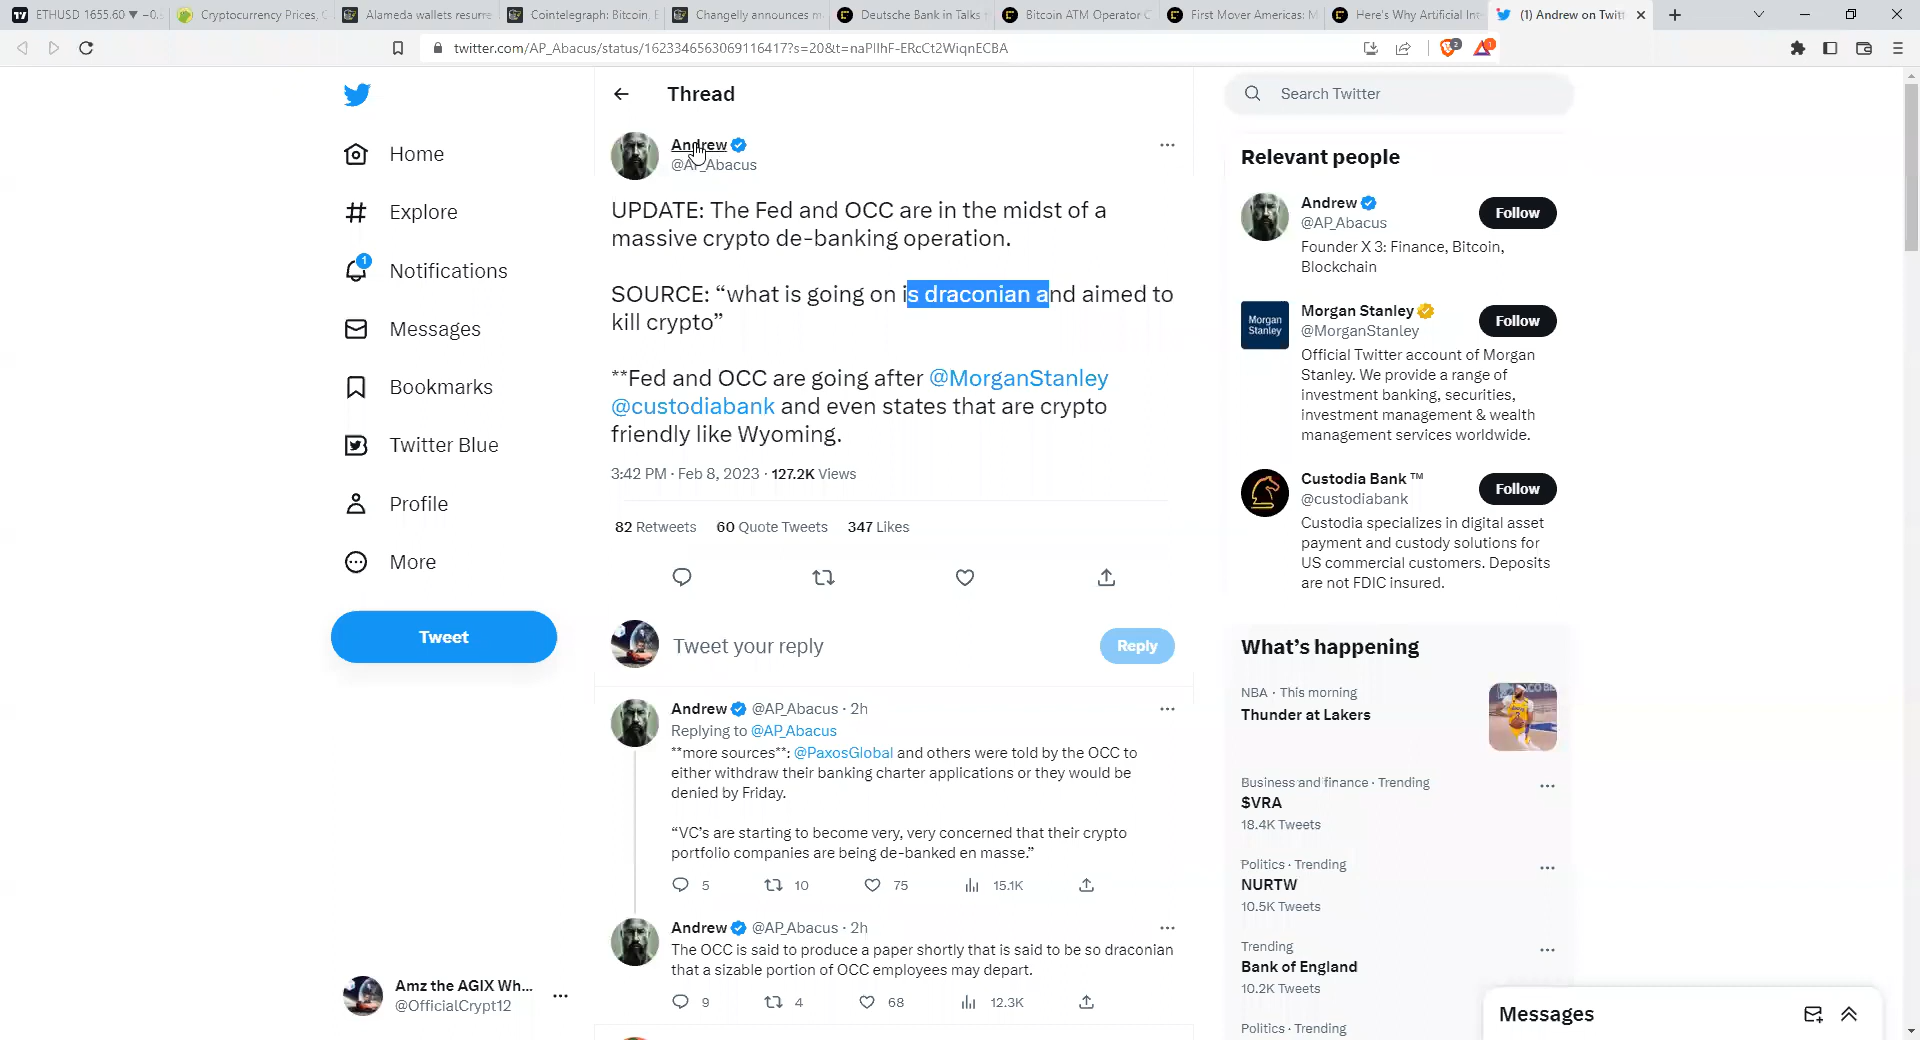 ETHUSD 1655.60 ▼ −0.
Cryptocurrency Prices, C
Alameda wallets resurre
Cointelegraph: Bitcoin, E
Changelly announces m
Deutsche Bank in Talks
Bitcoin ATM Operator C
First Mover Americas: M
Here's Why Artificial Int
(1) Andrew on Twitt
twitter.com/AP_Abacus/status/1623346563069116417?s=20&t=naPlIhF-ERcCt2WiqnECBA
2
1
Home
Explore
1
Notifications
Messages
Bookmarks
Twitter Blue
Profile
More
Tweet
Amz the AGIX Wh...
@OfficialCrypt12
Thread
Andrew
@AP_Abacus
UPDATE: The Fed and OCC are in the midst of a
massive crypto de-banking operation.
SOURCE: “what is going on is draconian and aimed to
kill crypto”
**Fed and OCC are going after @MorganStanley
@custodiabank and even states that are crypto
friendly like Wyoming.
3:42 PM · Feb 8, 2023 · 127.2K Views
82 Retweets 60 Quote Tweets 347 Likes
Tweet your reply
Reply
Andrew @AP_Abacus · 2h
Replying to @AP_Abacus
**more sources**: @PaxosGlobal and others were told by the OCC to
either withdraw their banking charter applications or they would be
denied by Friday.
“VC’s are starting to become very, very concerned that their crypto
portfolio companies are being de-banked en masse.”
5 10 75 15.1K
Andrew @AP_Abacus · 2h
The OCC is said to produce a paper shortly that is said to be so draconian
that a sizable portion of OCC employees may depart.
9 4 68 12.3K
Search Twitter
Relevant people
Andrew
@AP_Abacus
Follow
Founder X 3: Finance, Bitcoin,
Blockchain
Morgan
Stanley
Morgan Stanley
@MorganStanley
Follow
Official Twitter account of Morgan
Stanley. We provide a range of
investment banking, securities,
investment management & wealth
management services worldwide.
Custodia Bank ™
@custodiabank
Follow
Custodia specializes in digital asset
payment and custody solutions for
US commercial customers. Deposits
are not FDIC insured.
What’s happening
NBA · This morning
Thunder at Lakers
Business and finance · Trending
$VRA
18.4K Tweets
Politics · Trending
NURTW
10.5K Tweets
Trending
Bank of England
10.2K Tweets
Politics · Trending
Messages